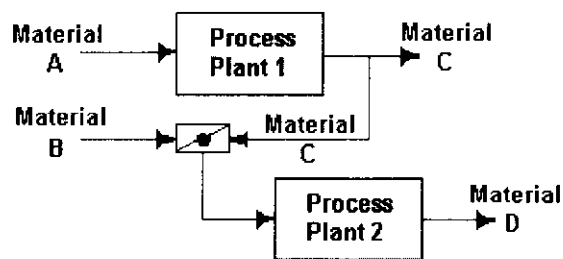 Material
A
Process
Plant 1
Material
C
Material
B
Material
C
Process
Plant 2
Material
D